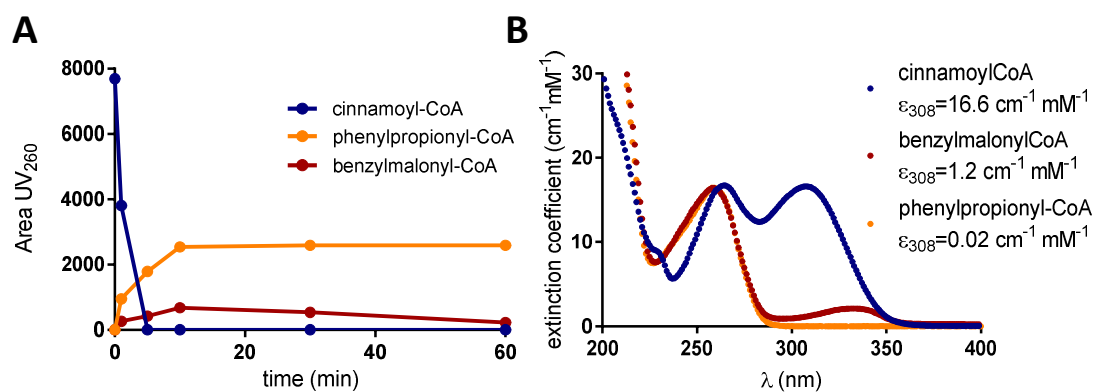 A
8000
6000
4000
2000
0
Area UV260
0
20
40
60
time (min)
cinnamoyl-CoA
phenylpropionyl-CoA
benzylmalonyl-CoA
B
30
20
10
0
extinction coefficient (cm-1mM-1)
200
250
300
350
400
λ (nm)
cinnamoylCoA
ε308=16.6 cm-1 mM-1
benzylmalonylCoA
ε308=1.2 cm-1 mM-1
phenylpropionyl-CoA
ε308=0.02 cm-1 mM-1